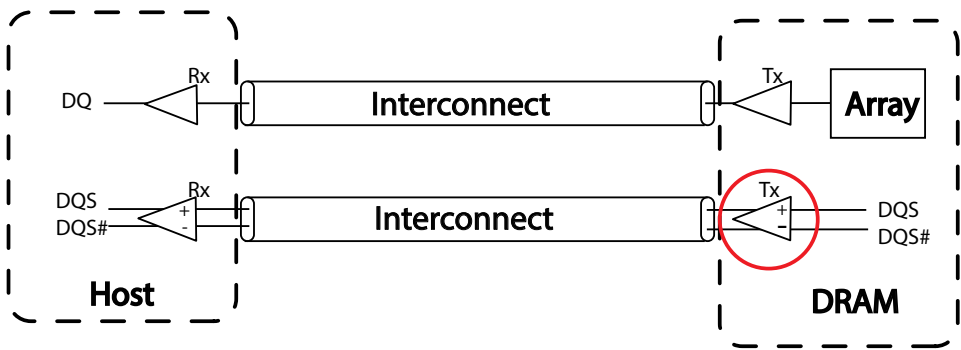 Rx
Tx
DQ
Interconnect
Array
Rx
Tx
DQS
+
Interconnect
+
DQS
DQS#
-
-
DQS#
Host
DRAM